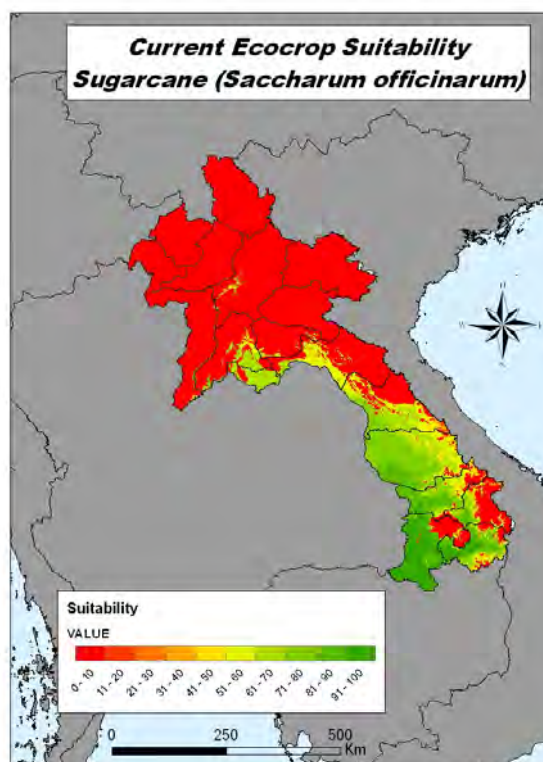 Current Ecocrop Suitability
Sugarcane (Saccharum officinarum)
N
W E
S
Suitability
VALUE
0 - 10
11 - 20
21 - 30
31 - 40
41 - 50
51 - 60
61 - 70
71 - 80
81 - 90
91 - 100
0 250 500
Km